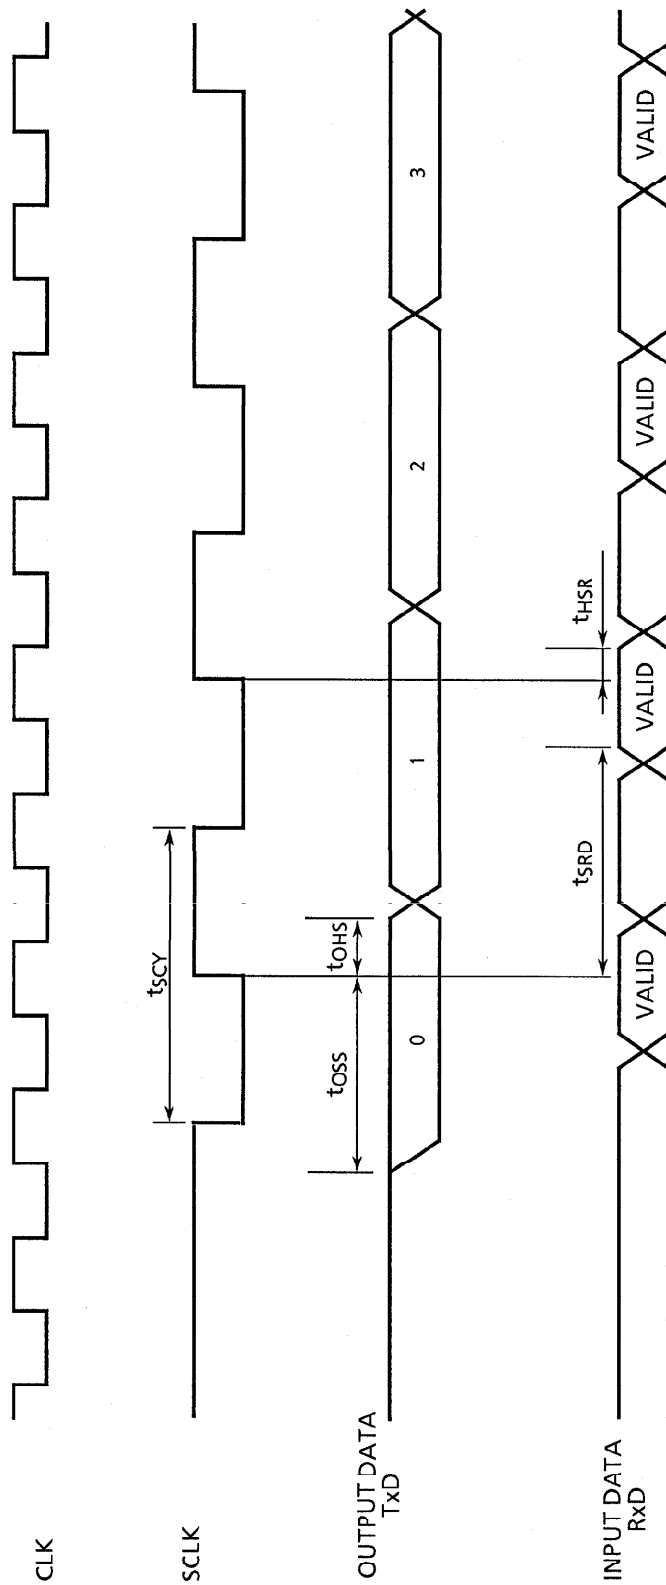 CLK
SCLK
tSCY
OUTPUT DATA
TxD
tOSS
tOHS
0
1
2
3
INPUT DATA
RxD
tSRD
tHSR
VALID
VALID
VALID
VALID